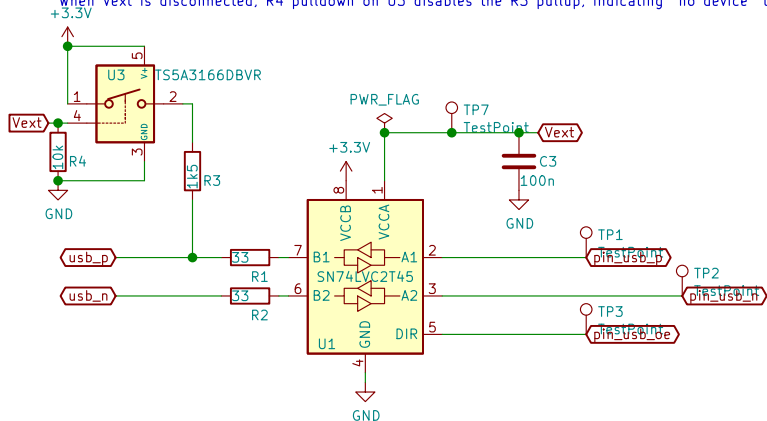 when Vext is disconnected, R4 pulldown on U3 disables the R3 pullup, indicating "no device"
+3.3V
U3
TS5A3166DBVR
V+
5
1
2
4
GND
3
Vext
10k
R4
GND
1k5
R3
PWR_FLAG
TP7
TestPoint
Vext
+3.3V
C3
100n
GND
8
1
VCCB
VCCA
usb_p
33
R1
7
B1
A1
2
TP1
TestPoint
pin_usb_p
SN74LVC2T45
usb_n
33
R2
6
B2
A2
3
TP2
TestPoint
pin_usb_n
TP3
TestPoint
DIR
5
pin_usb_oe
U1
GND
4
GND